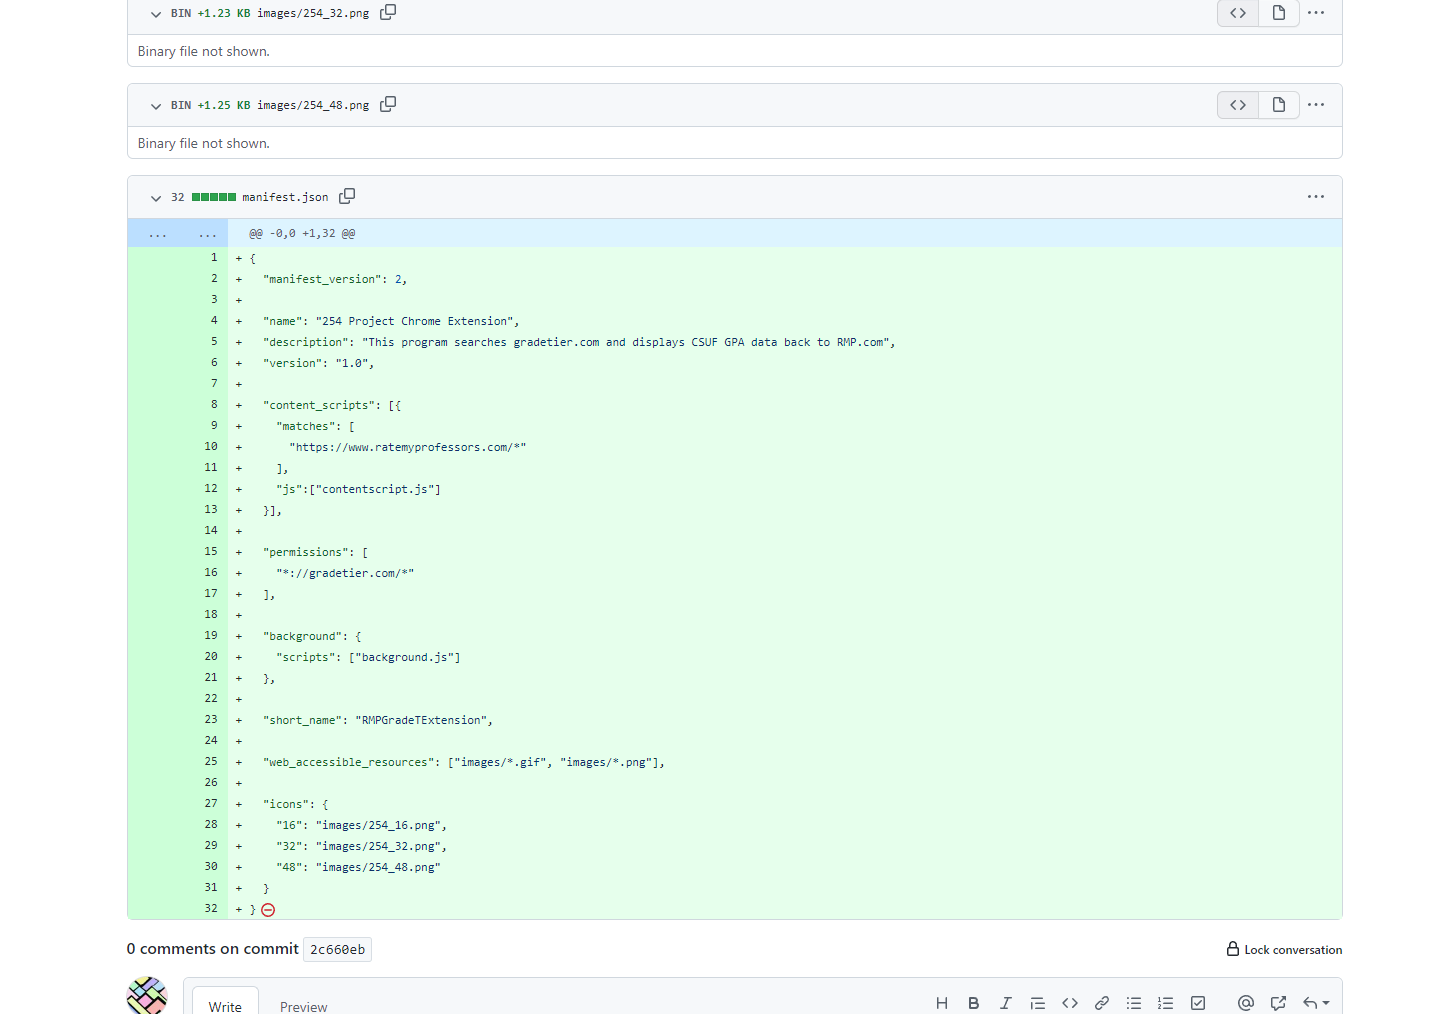 BIN +1.23 KB images/254_32.png
Binary file not shown.
BIN +1.25 KB images/254_48.png
Binary file not shown.
32 manifest.json
... ... @@ -0,0 +1,32 @@
1 + {
2 + "manifest_version": 2,
3 +
4 + "name": "254 Project Chrome Extension",
5 + "description": "This program searches gradetier.com and displays CSUF GPA data back to RMP.com",
6 + "version": "1.0",
7 +
8 + "content_scripts": [{
9 + "matches": [
10 + "https://www.ratemyprofessors.com/*"
11 + ],
12 + "js":["contentscript.js"]
13 + }],
14 +
15 + "permissions": [
16 + "*://gradetier.com/*"
17 + ],
18 +
19 + "background": {
20 + "scripts": ["background.js"]
21 + },
22 +
23 + "short_name": "RMPGradeTExtension",
24 +
25 + "web_accessible_resources": ["images/*.gif", "images/*.png"],
26 +
27 + "icons": {
28 + "16": "images/254_16.png",
29 + "32": "images/254_32.png",
30 + "48": "images/254_48.png"
31 + }
32 + }
0 comments on commit 2c660eb Lock conversation
Write Preview